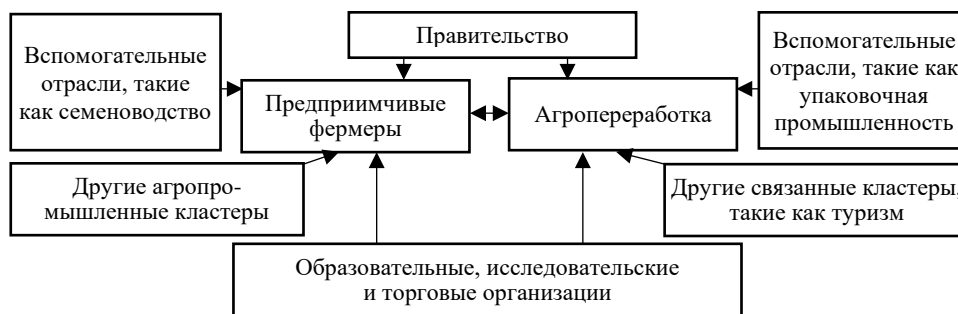 Правительство
Вспомогательные
отрасли, такие
как семеноводство
Вспомогательные
отрасли, такие как
упаковочная
промышленность
Предприимчивые
фермеры
Агропереработка
Другие агропро-
мышленные кластеры
Другие связанные кластеры,
такие как туризм
Образовательные, исследовательские
и торговые организации